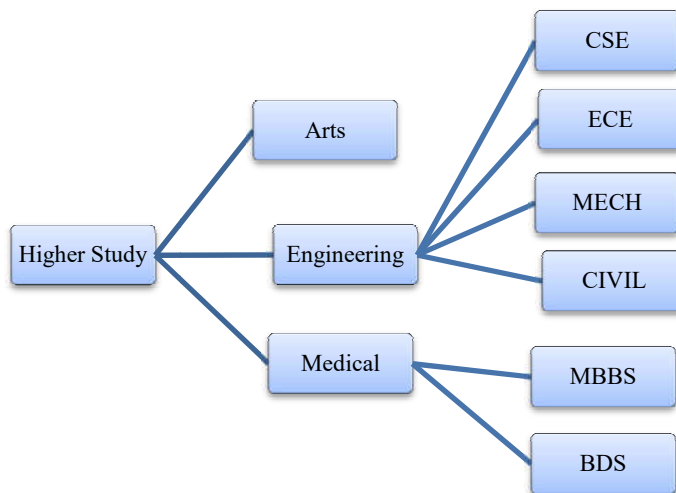 CSE
Arts
ECE
MECH
Higher Study
Engineering
CIVIL
Medical
MBBS
BDS